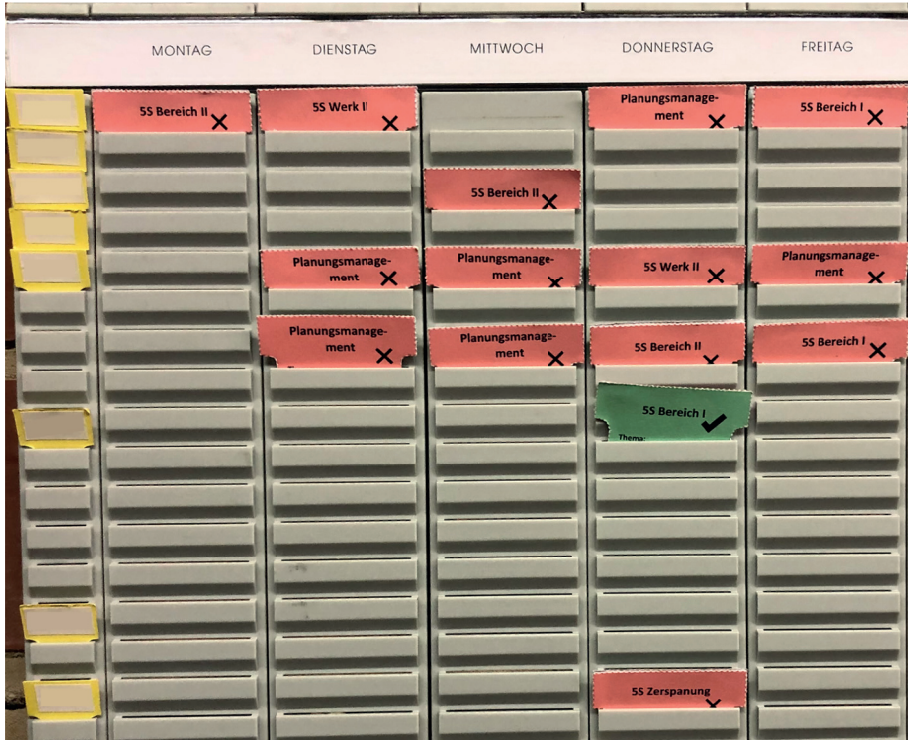 MONTAG DIENSTAG MITTWOCH DONNERSTAG FREITAG
5S Bereich II
5S Werk II
Planungsmanage-
ment
5S Bereich I
5S Bereich II
Planungsmanage-
ment
Planungsmanage-
ment
5S Werk II
Planungsmanage-
ment
Planungsmanage-
ment
Planungsmanage-
ment
5S Bereich II
5S Bereich I
5S Bereich I
Thema:
5S Zerspanung